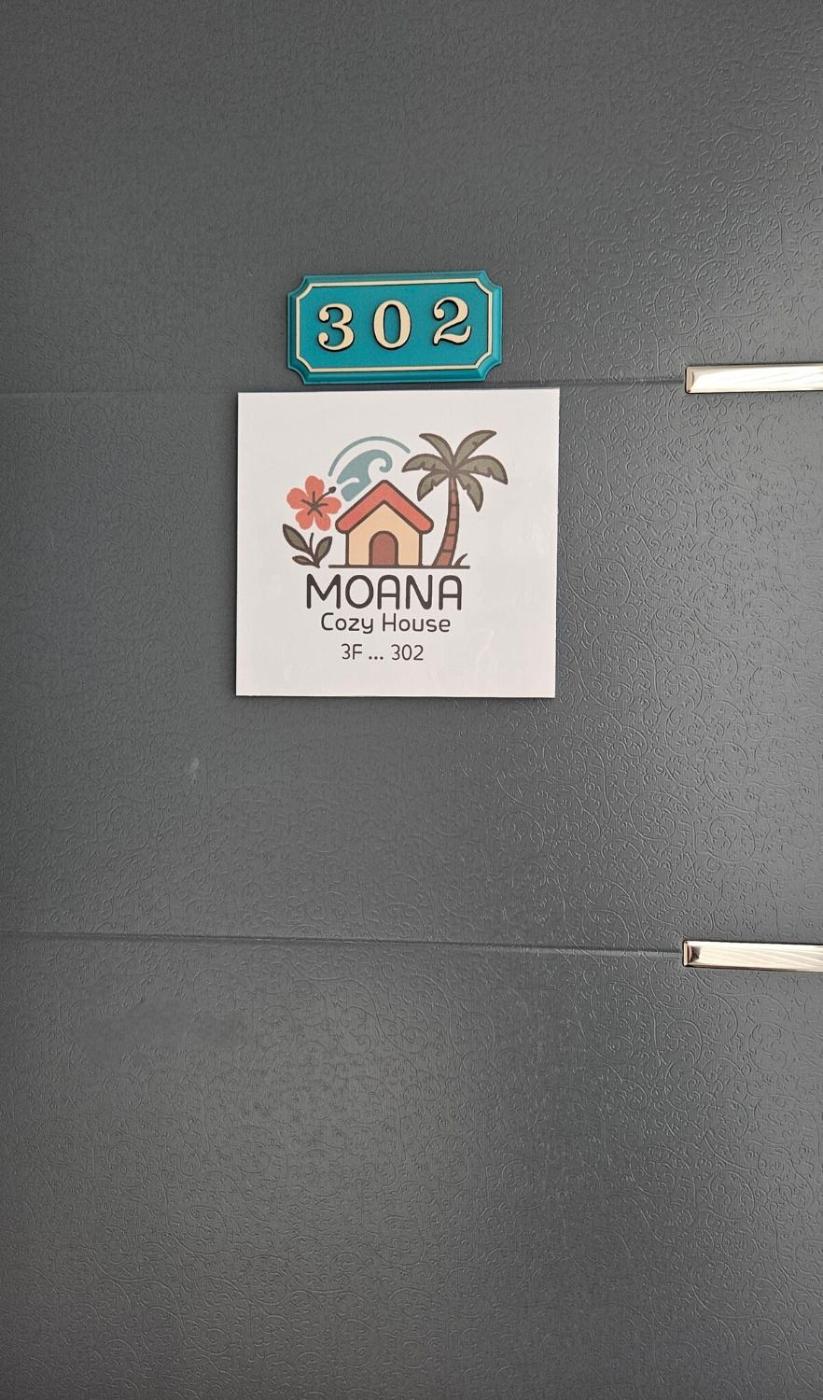 302
MOANA
Cozy House
3F ... 302